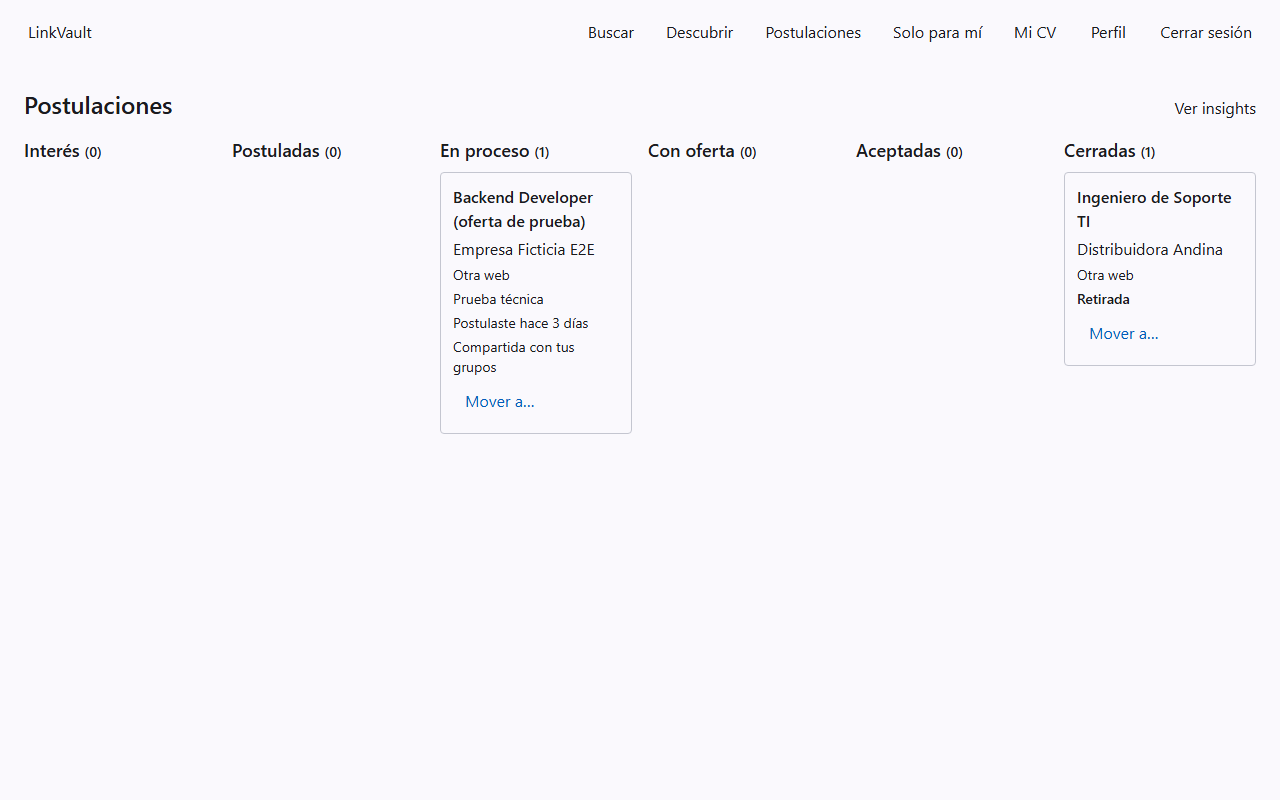 LinkVault
Buscar
Descubrir
Postulaciones
Solo para mí
Mi CV
Perfil
Cerrar sesión
Postulaciones
Ver insights
Interés (0)
Postuladas (0)
En proceso (1)
Backend Developer
(oferta de prueba)
Empresa Ficticia E2E
Otra web
Prueba técnica
Postulaste hace 3 días
Compartida con tus
grupos
Mover a...
Con oferta (0)
Aceptadas (0)
Cerradas (1)
Ingeniero de Soporte
TI
Distribuidora Andina
Otra web
Retirada
Mover a...